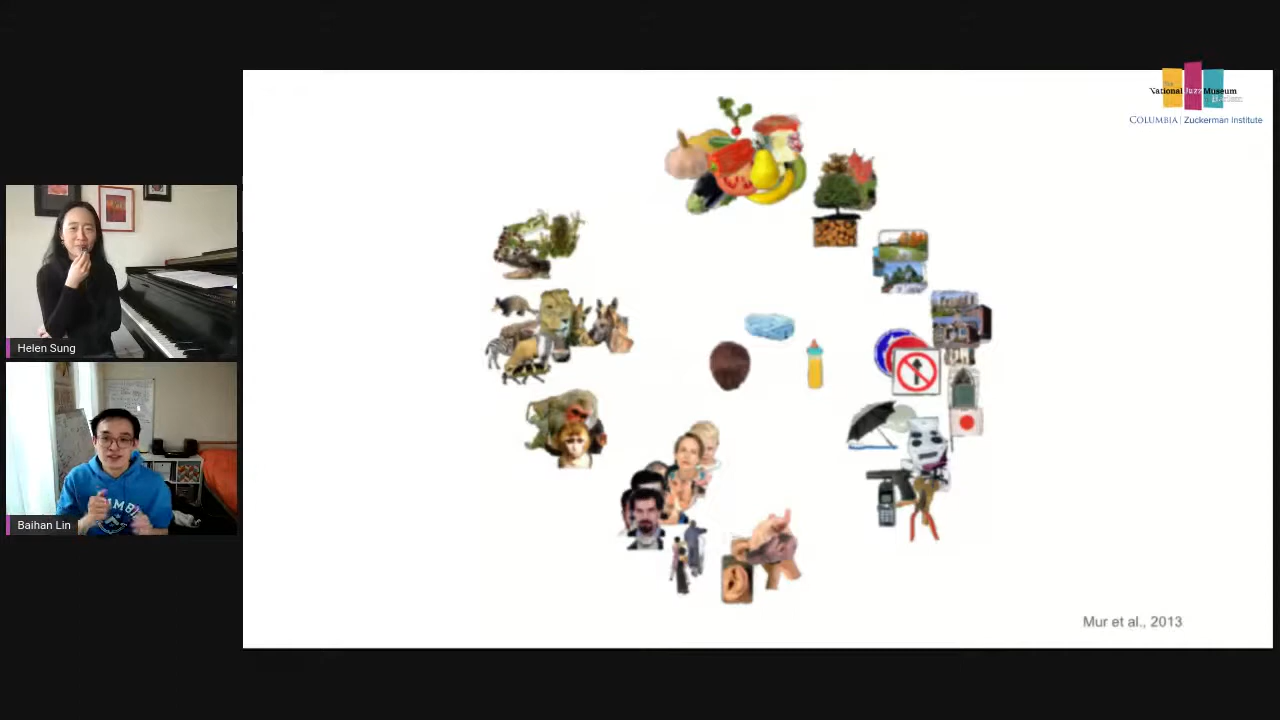 National Jazz Museum
COLUMBIA | Zuckerman Institute
Helen Sung
Baihan Lin
Mur et al., 2013